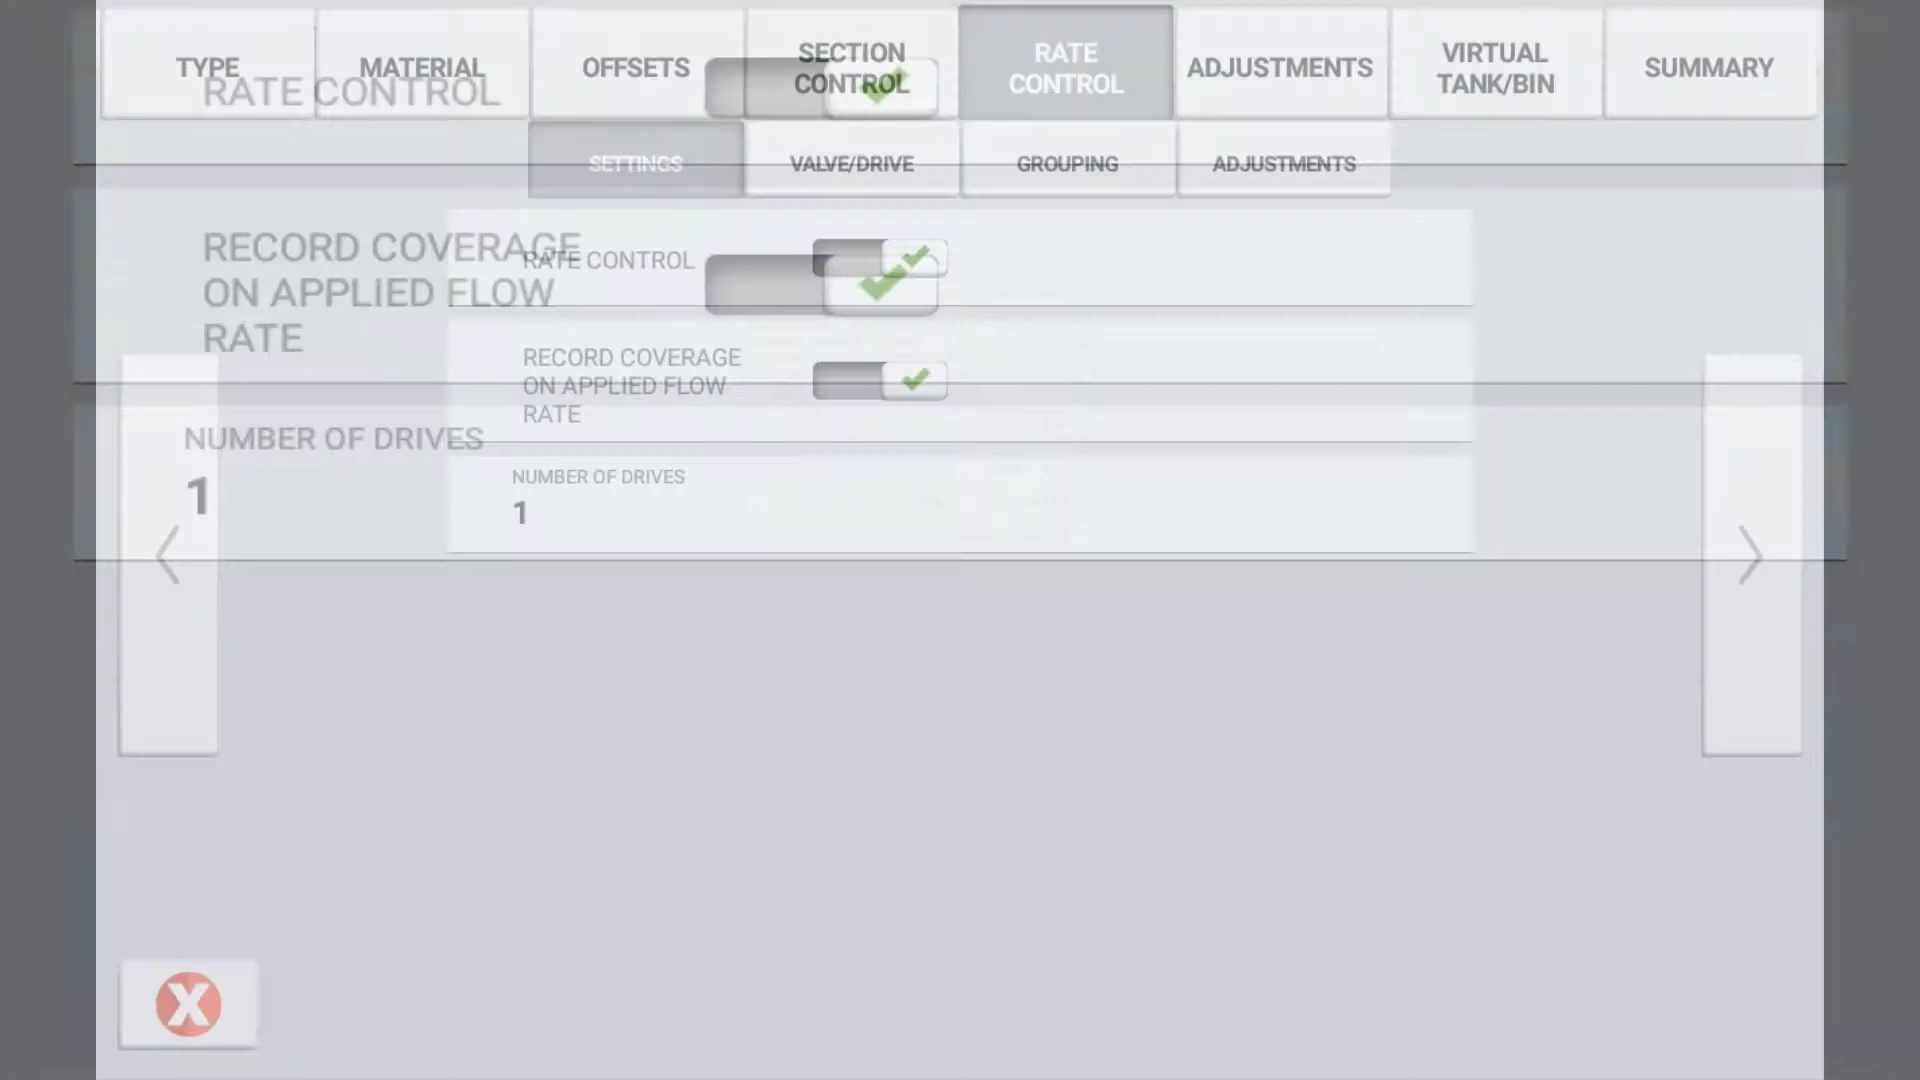 TYPE
MATERIAL
OFFSETS
SECTION
CONTROL
RATE
CONTROL
ADJUSTMENTS
VIRTUAL
TANK/BIN
SUMMARY
RATE CONTROL
SETTINGS
VALVE/DRIVE
GROUPING
ADJUSTMENTS
RECORD COVERAGE
ON APPLIED FLOW
RATE
RATE CONTROL
RECORD COVERAGE
ON APPLIED FLOW
RATE
NUMBER OF DRIVES
1
NUMBER OF DRIVES
1
X